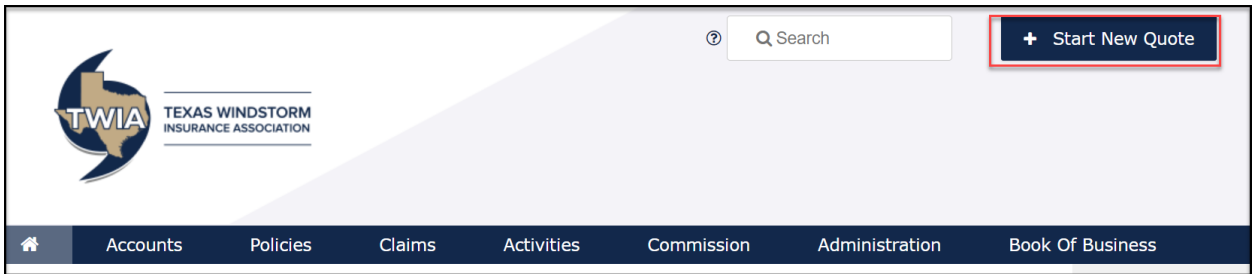 Search
+ Start New Quote
TWIA
TEXAS WINDSTORM
INSURANCE ASSOCIATION
Accounts Policies Claims Activities Commission Administration Book Of Business